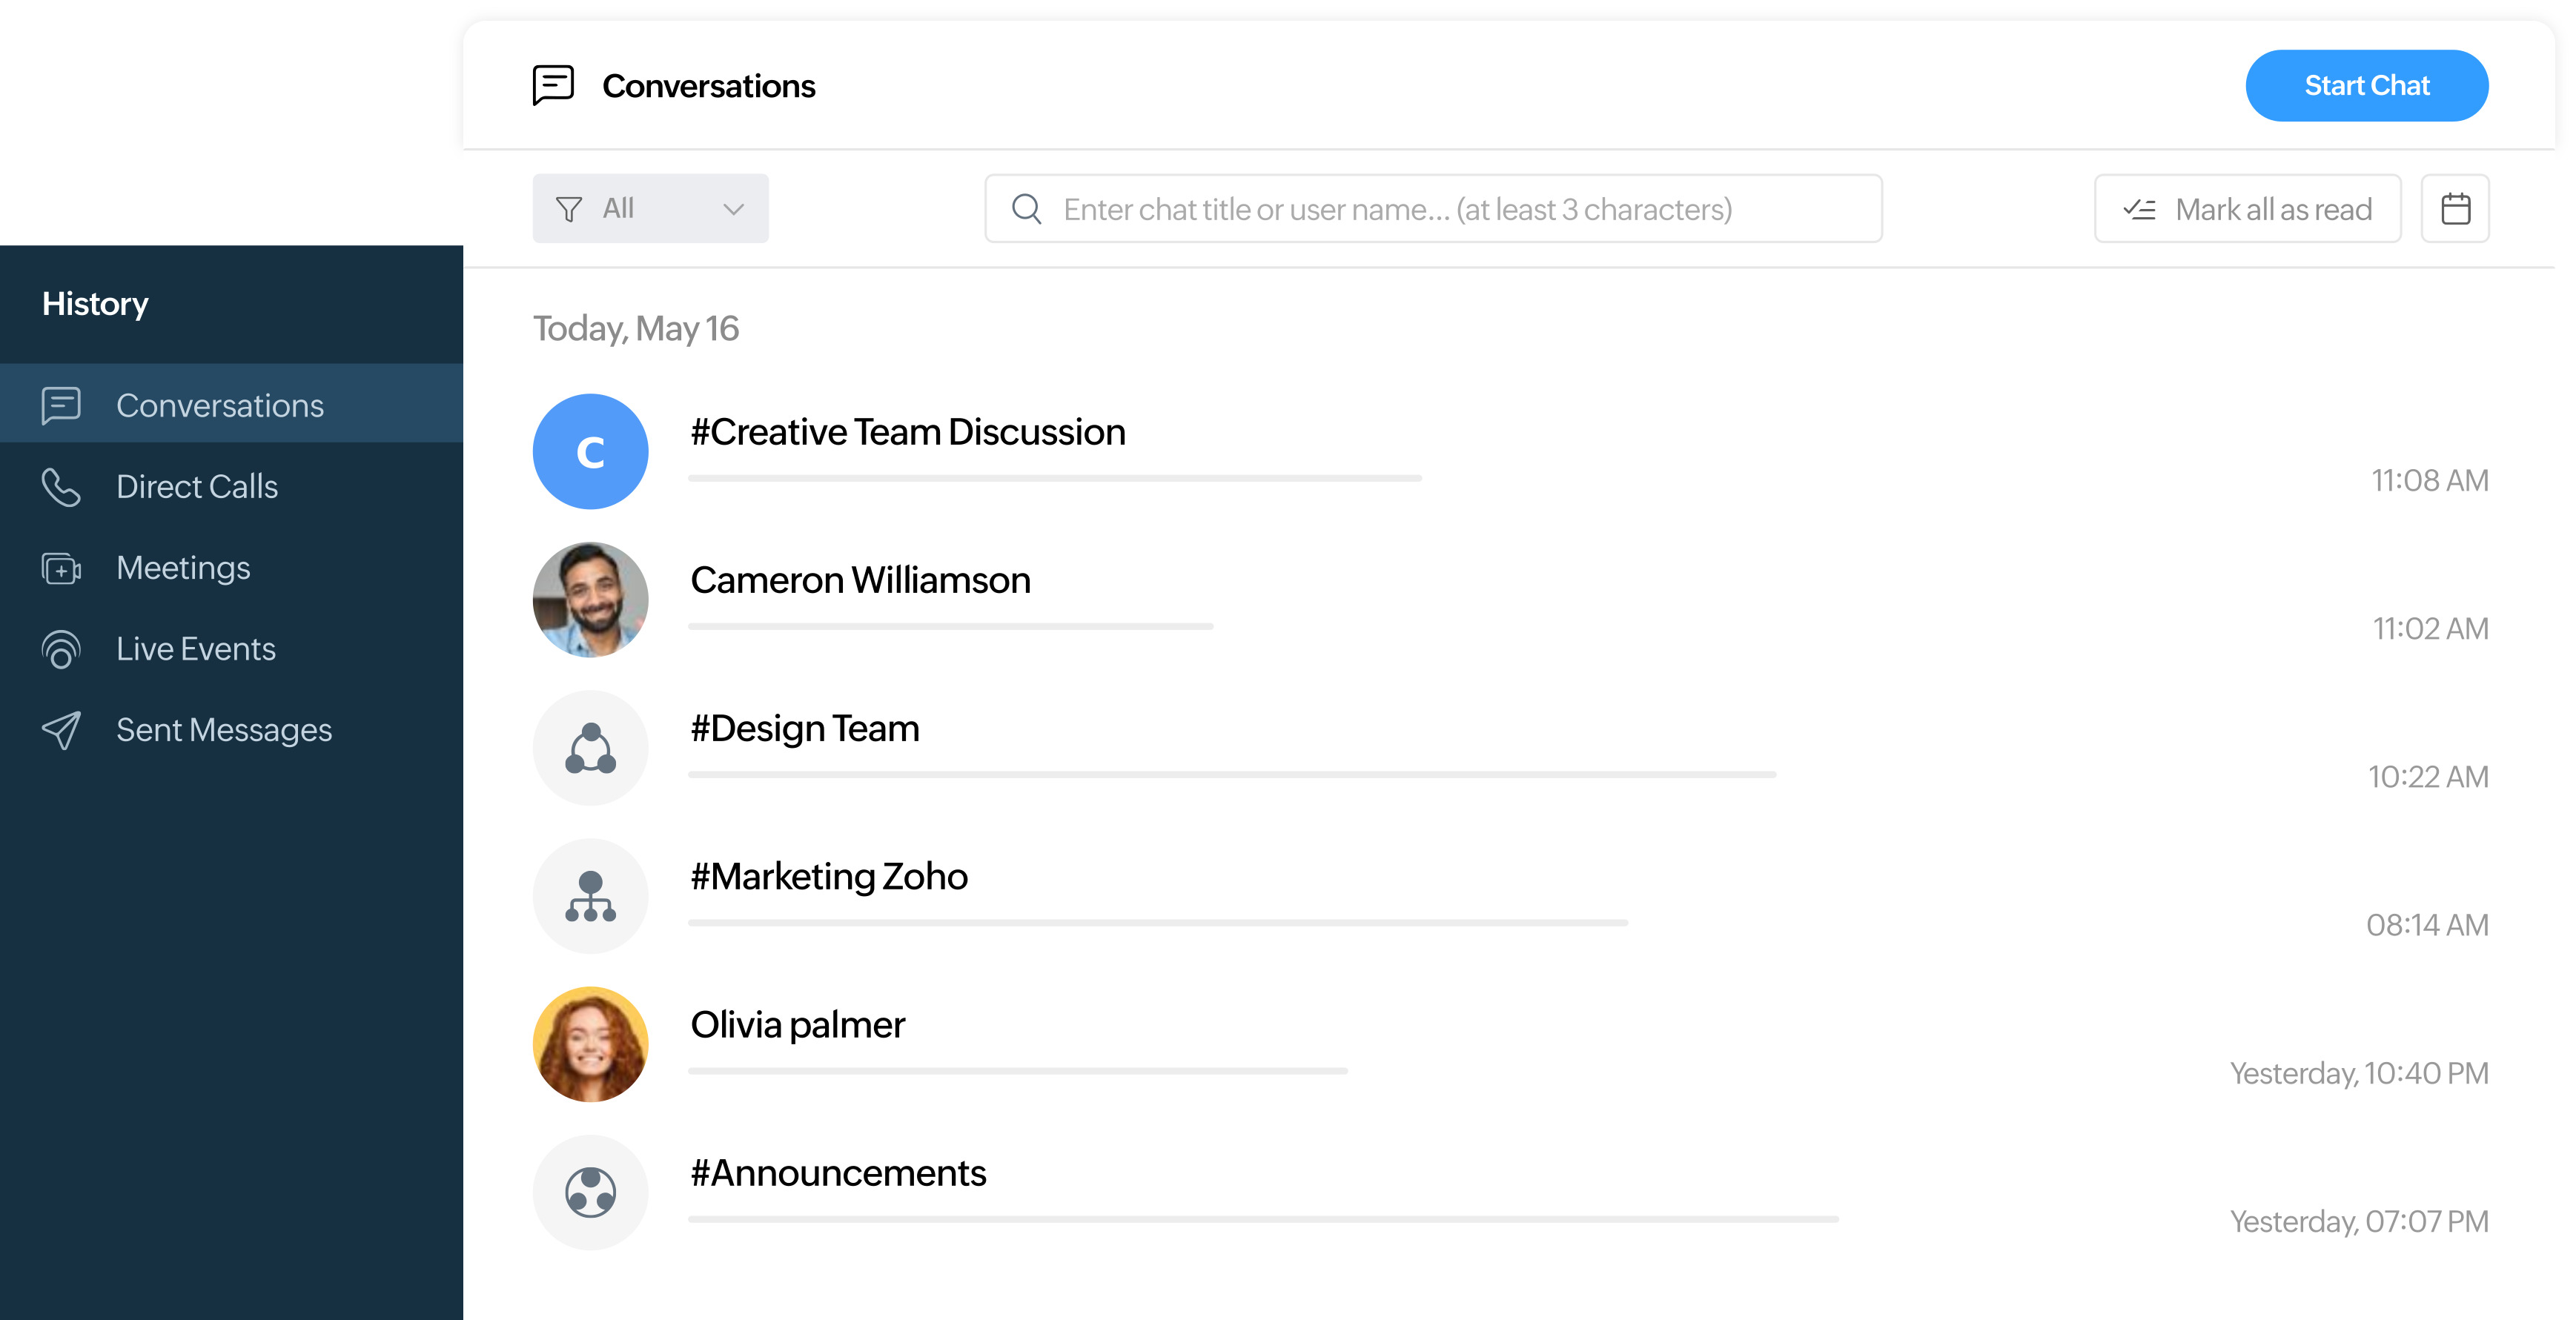 Conversations
Start Chat
All
Enter chat title or user name... (at least 3 characters)
Mark all as read
History
Conversations
Direct Calls
Meetings
Live Events
Sent Messages
Today, May 16
C
#Creative Team Discussion
11:08 AM
Cameron Williamson
11:02 AM
#Design Team
10:22 AM
#Marketing Zoho
08:14 AM
Olivia palmer
Yesterday, 10:40 PM
#Announcements
Yesterday, 07:07 PM